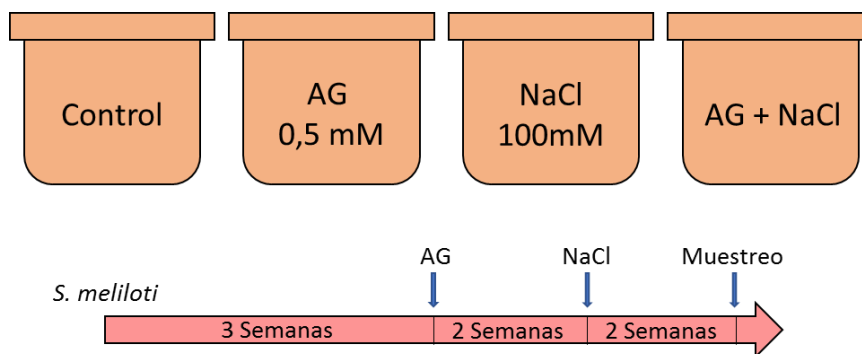 Control
AG
0,5 mM
NaCl
100mM
AG + NaCl
AG
NaCl
Muestreo
S. meliloti
3 Semanas
2 Semanas
2 Semanas